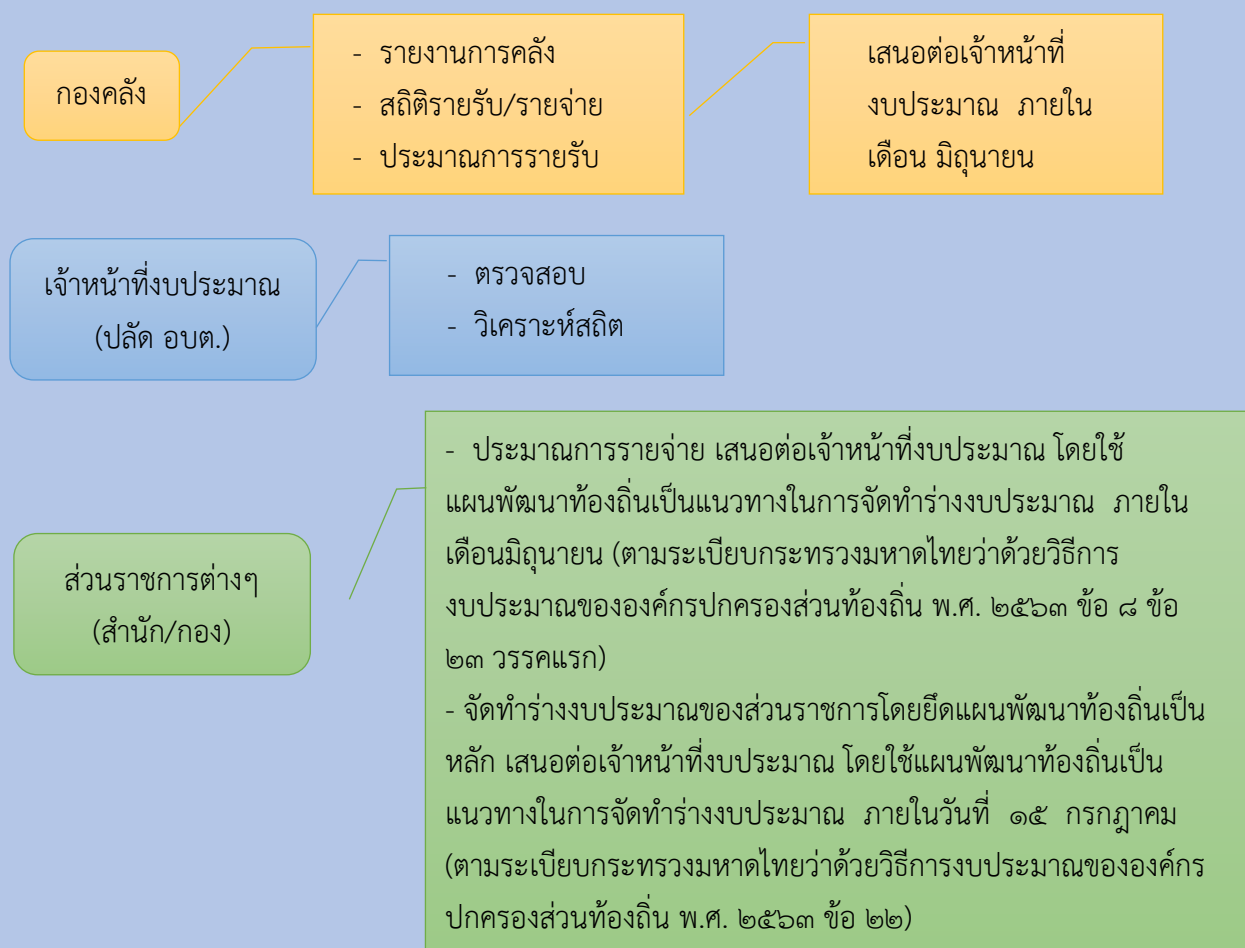 กองคลัง
- รายงานการคลัง
- สถิติรายรับ/รายจ่าย
- ประมาณการรายรับ
เสนอต่อเจ้าหน้าที่
งบประมาณ ภายใน
เดือน มิถุนายน
เจ้าหน้าที่งบประมาณ
(ปลัด อบต.)
- ตรวจสอบ
- วิเคราะห์สถิต
ส่วนราชการต่างๆ
(สำนัก/กอง)
- ประมาณการรายจ่าย เสนอต่อเจ้าหน้าที่งบประมาณ โดยใช้
แผนพัฒนาท้องถิ่นเป็นแนวทางในการจัดทำร่างงบประมาณ ภายใน
เดือนมิถุนายน (ตามระเบียบกระทรวงมหาดไทยว่าด้วยวิธีการ
งบประมาณขององค์กรปกครองส่วนท้องถิ่น พ.ศ. ๒๕๖๓ ข้อ ๘ ข้อ
๒๓ วรรคแรก)
- จัดทำร่างงบประมาณของส่วนราชการโดยยึดแผนพัฒนาท้องถิ่นเป็น
หลัก เสนอต่อเจ้าหน้าที่งบประมาณ โดยใช้แผนพัฒนาท้องถิ่นเป็น
แนวทางในการจัดทำร่างงบประมาณ ภายในวันที่ ๑๕ กรกฎาคม
(ตามระเบียบกระทรวงมหาดไทยว่าด้วยวิธีการงบประมาณขององค์กร
ปกครองส่วนท้องถิ่น พ.ศ. ๒๕๖๓ ข้อ ๒๒)